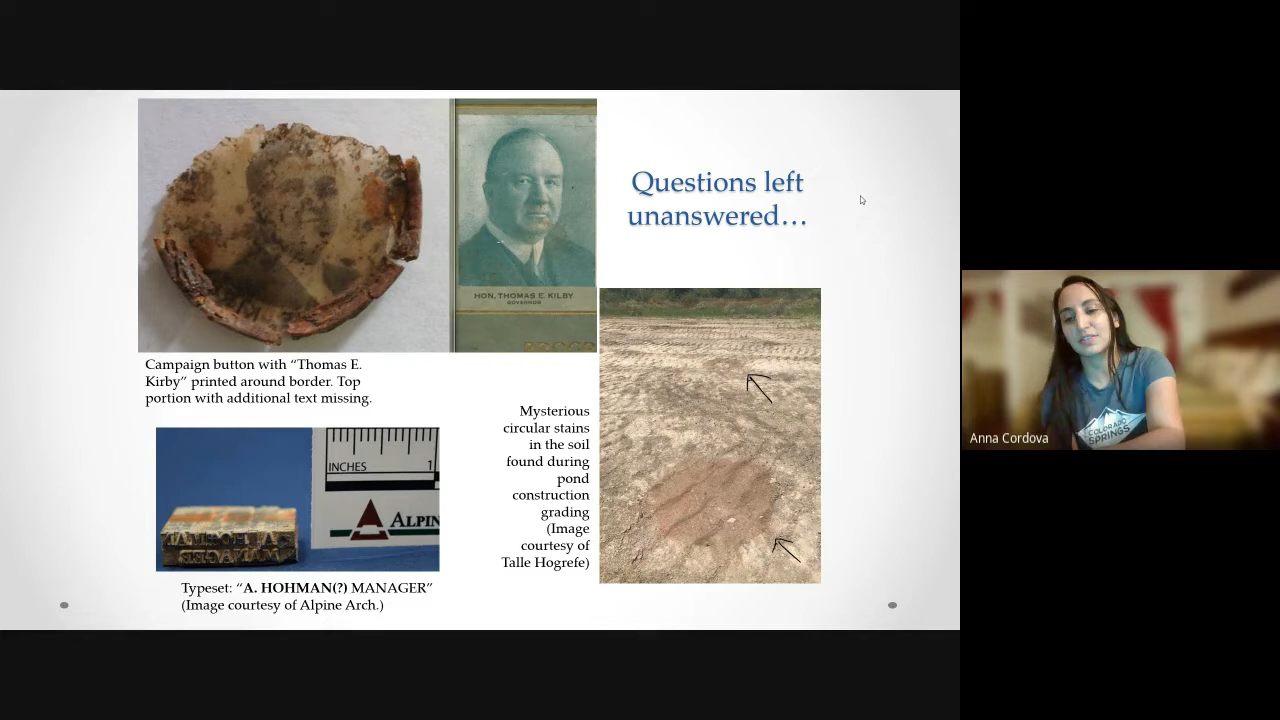 Questions left
unanswered…
HON. THOMAS E. KILBY
GOVERNOR
Campaign button with “Thomas E.
Kirby” printed around border. Top
portion with additional text missing.
Mysterious
circular stains
in the soil
found during
pond
construction
grading
(Image
courtesy of
Talle Hogrefe)
INCHES 1
ALPIN
MANAGER
Typeset: “A. HOHMAN(?) MANAGER”
(Image courtesy of Alpine Arch.)
COLORADO
SPRINGS
Anna Cordova